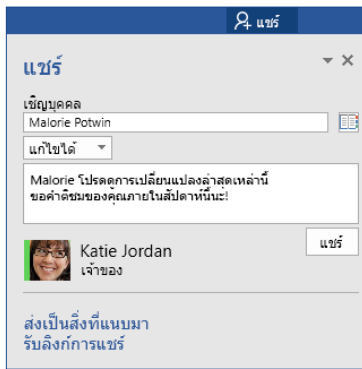 แชร์
แชร์
เชิญบุคคล
Malorie Potwin
แก้ไขได้
Malorie โปรดดการเปลี่ยนแปลงล่าสุดเหล่านี้
ขอคำติชมของคุณภายในสัปดาห์นี้นะ!
แชร์
Katie Jordan
เจ้าของ
ส่งเป็นสิ่งที่แนบมา
รับลิงก์การแชร์